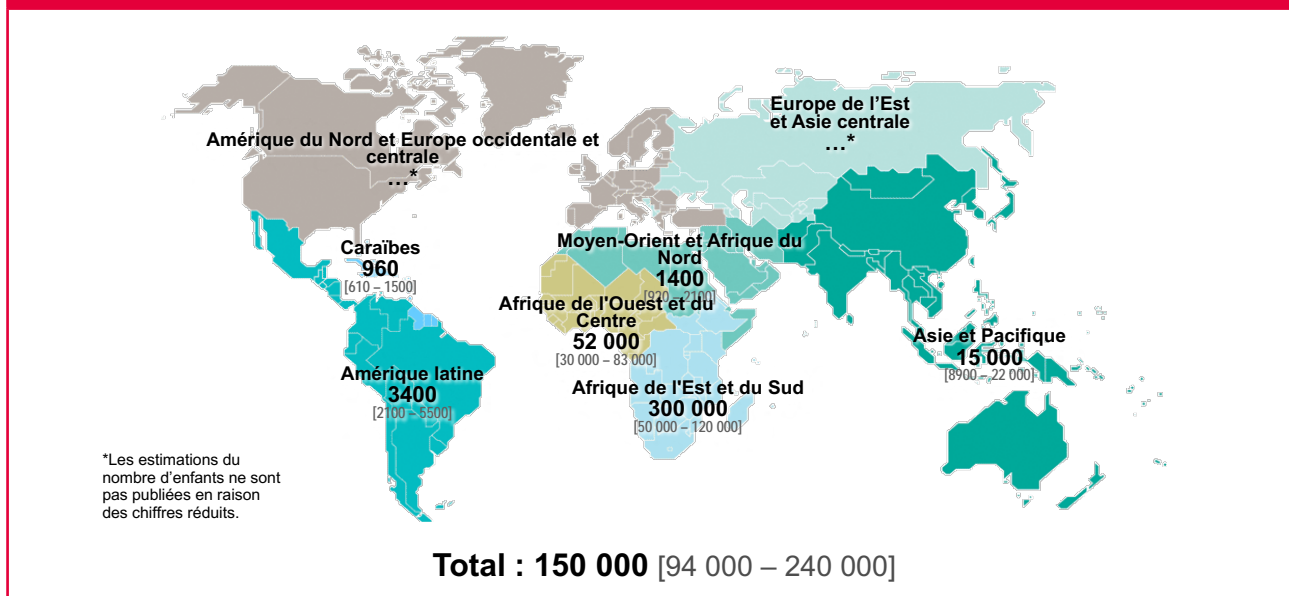 Amérique du Nord et Europe occidentale et
centrale
...*
Europe de l'Est
et Asie centrale
...*
Caraïbes
960
[610 – 1500]
Moyen-Orient et Afrique du
Nord
1400
[920 – 2100]
Afrique de l'Ouest et du
Centre
52 000
[30 000 – 83 000]
Asie et Pacifique
15 000
[8900 – 22 000]
Amérique latine
3400
[2100 – 5500]
Afrique de l'Est et du Sud
300 000
[50 000 – 120 000]
*Les estimations du
nombre d'enfants ne sont
pas publiées en raison
des chiffres réduits.
Total : 150 000 [94 000 – 240 000]